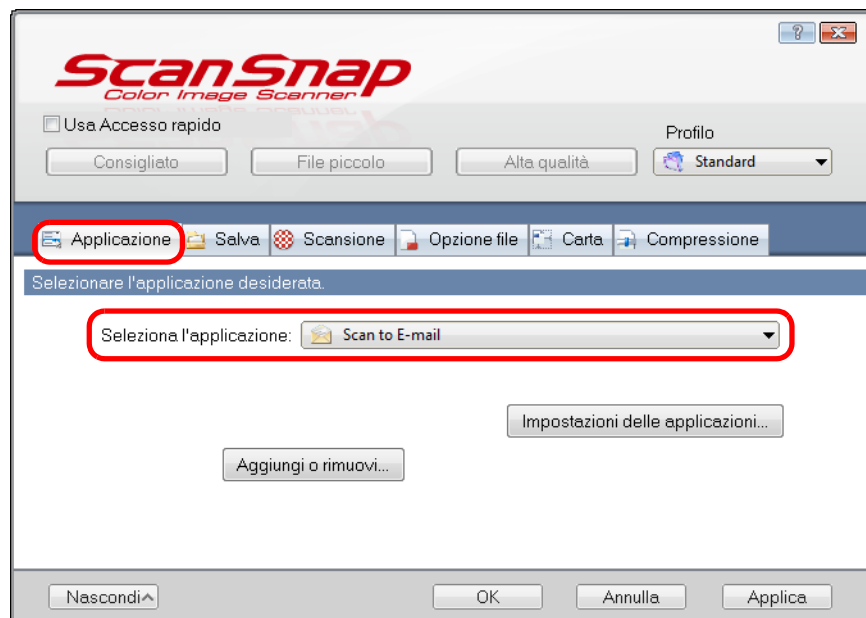 ScanSnap
Color Image Scanner
Usa Accesso rapido
Profilo
Consigliato File piccolo Alta qualità Standard
Applicazione Salva Scansione Opzione file Carta Compressione
Selezionare l'applicazione desiderata.
Seleziona l'applicazione: Scan to E-mail
Impostazioni delle applicazioni...
Aggiungi o rimuovi...
Nascondi OK Annulla Applica